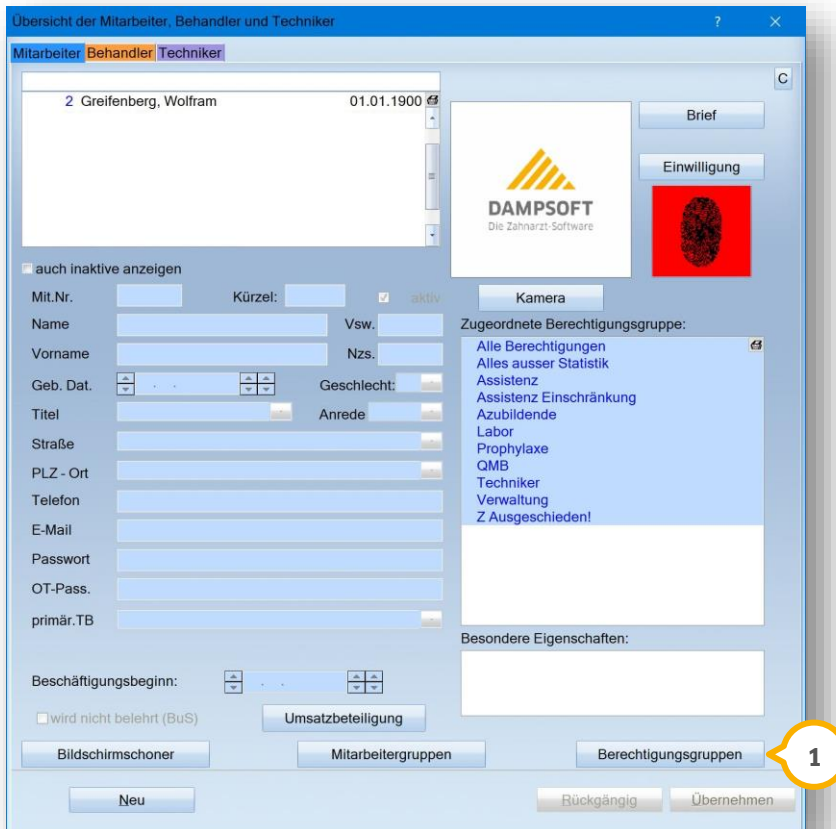 Übersicht der Mitarbeiter, Behandler und Techniker ? ×
Mitarbeiter Behandler Techniker
C
2 Greifenberg, Wolfram 01.01.1900
Brief
Einwilligung
DAMPSOFT
Die Zahnarzt-Software
auch inaktive anzeigen
Mit.Nr. Kürzel: aktiv Kamera
Name Vsw. Zugeordnete Berechtigungsgruppe:
Vorname Nzs.
Geb. Dat. . . Geschlecht:
Titel Anrede
Straße
PLZ - Ort
Telefon
E-Mail
Passwort
OT-Pass.
primär.TB
Alle Berechtigungen
Alles ausser Statistik
Assistenz
Assistenz Einschränkung
Azubildende
Labor
Prophylaxe
QMB
Techniker
Verwaltung
Z Ausgeschieden!
Besondere Eigenschaften:
Beschäftigungsbeginn: . .
wird nicht belehrt (BuS) Umsatzbeteiligung
Bildschirmschoner Mitarbeitergruppen Berechtigungsgruppen 1
Neu Rückgängig Übernehmen